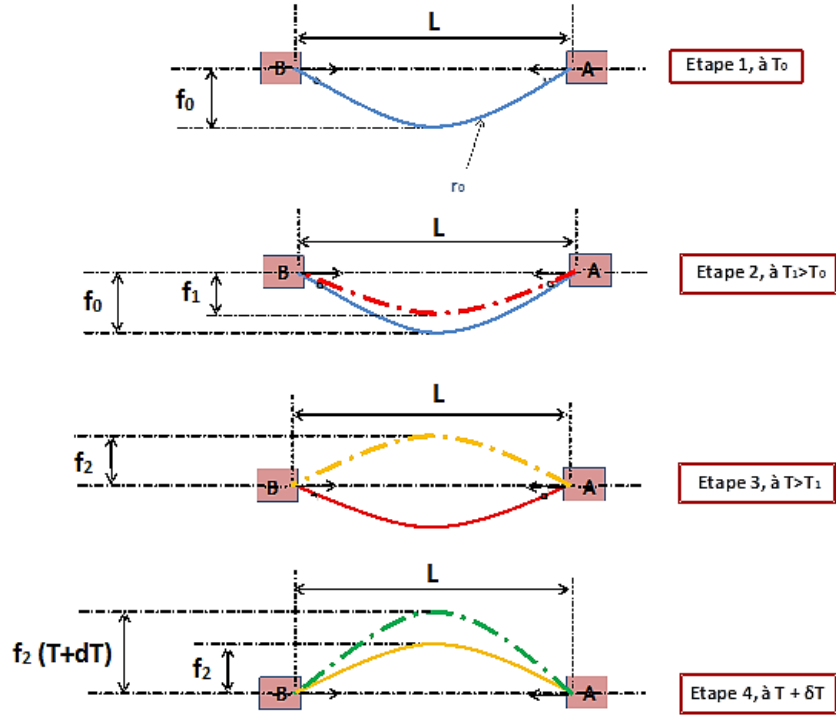 L
B
A
Etape 1, à T₀
f₀
r₀
L
B
A
Etape 2, à T₁>T₀
f₁
f₀
L
f₂
B
A
Etape 3, à T>T₁
L
f₂ (T+dT)
f₂
B
A
Etape 4, à T + δT